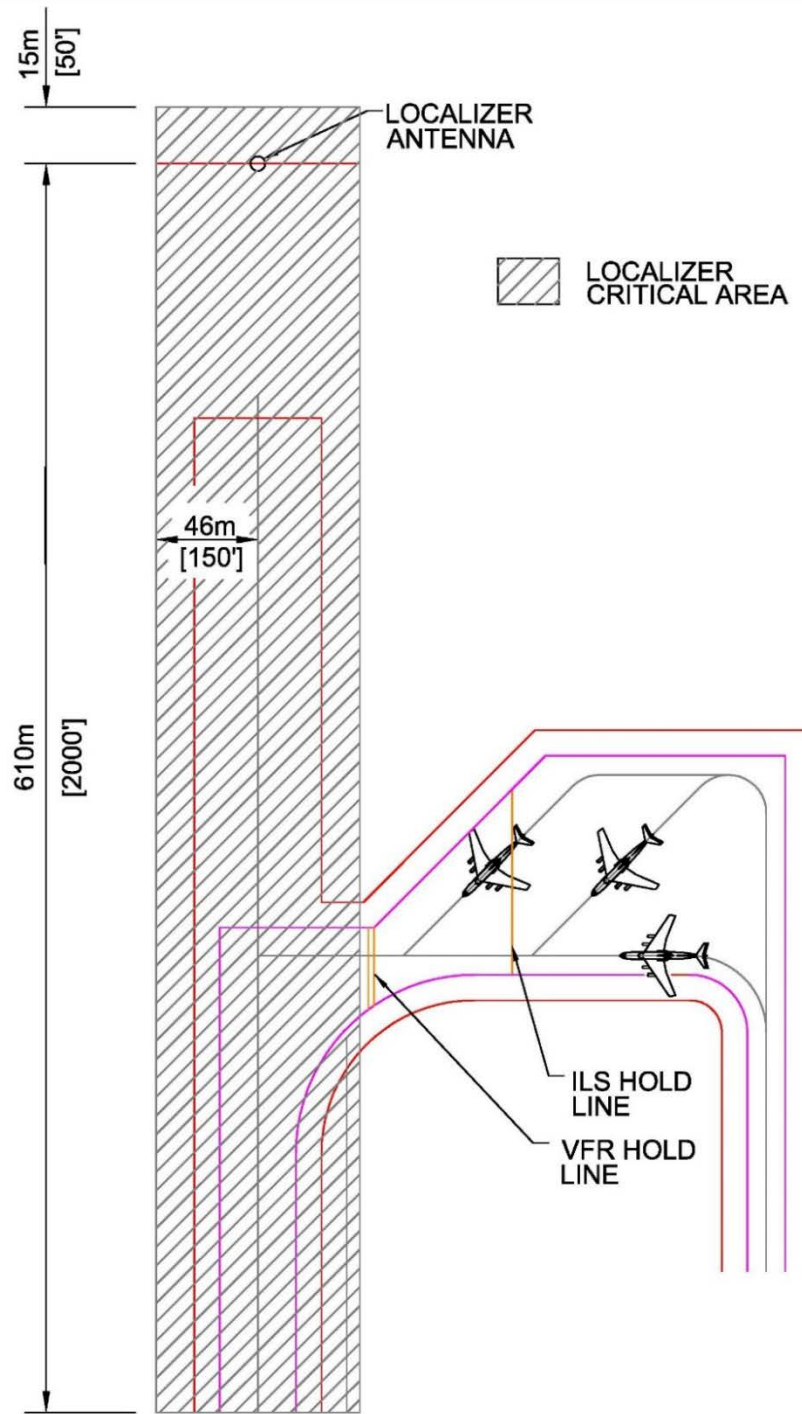 15m
[50']
LOCALIZER
ANTENNA
LOCALIZER
CRITICAL AREA
46m
[150']
610m
[2000']
ILS HOLD
LINE
VFR HOLD
LINE